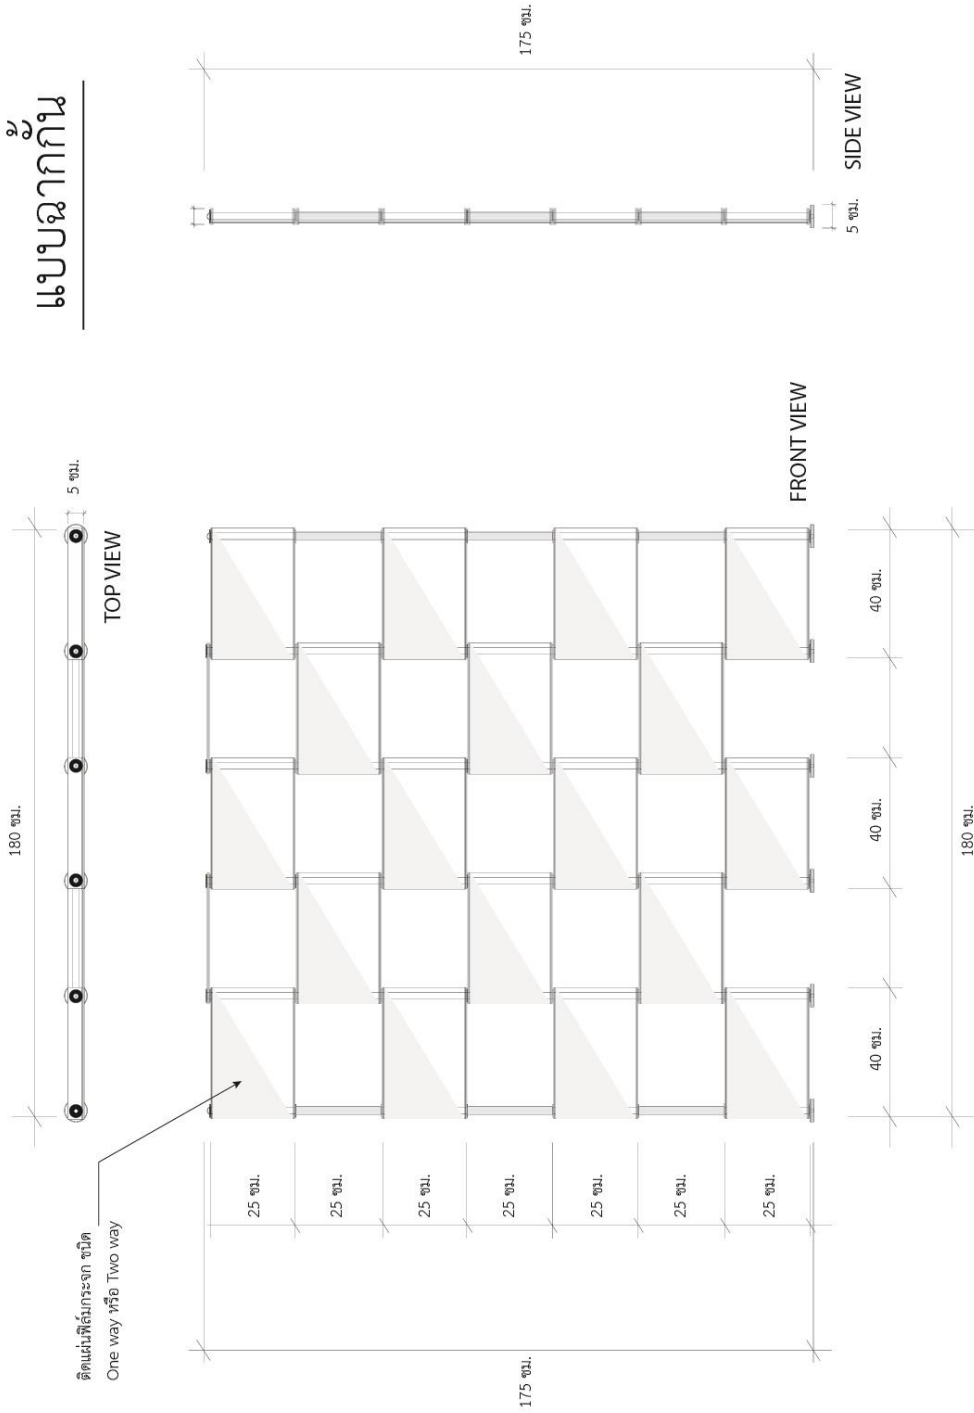 แบบฉากกั้น
180 ซม.
5 ซม.
TOP VIEW
ติดแผ่นฟิล์มกระจก ชนิด
One way หรือ Two way
175 ซม.
25 ซม.
25 ซม.
25 ซม.
25 ซม.
25 ซม.
25 ซม.
25 ซม.
40 ซม.
40 ซม.
40 ซม.
180 ซม.
FRONT VIEW
175 ซม.
5 ซม.
SIDE VIEW